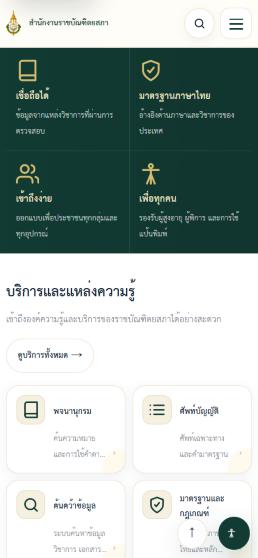 สำนักงานราชบัณฑิตยสภา
เชื่อถือได้
ข้อมูลจากแหล่งวิชาการที่ผ่านการ
ตรวจสอบ
มาตรฐานภาษาไทย
อ้างอิงด้านภาษาและวิชาการของ
ประเทศ
เข้าถึงง่าย
ออกแบบเพื่อประชาชนทุกกลุ่มและ
ทุกอุปกรณ์
เพื่อทุกคน
รองรับผู้สูงอายุ ผู้พิการ และการใช้
แป้นพิมพ์
บริการและแหล่งความรู้
เข้าถึงองค์ความรู้และบริการของราชบัณฑิตยสภาได้อย่างสะดวก
ดูบริการทั้งหมด →
พจนานุกรม
ค้นความหมาย
และการใช้คำภา...
ศัพท์บัญญัติ
ศัพท์เฉพาะทาง
และคำมาตรฐาน
ค้นคว้าข้อมูล
ระบบค้นหาข้อมูล
วิชาการ เอกสาร...
มาตรฐานและ
กฎเกณฑ์
ไทยและหลัก...